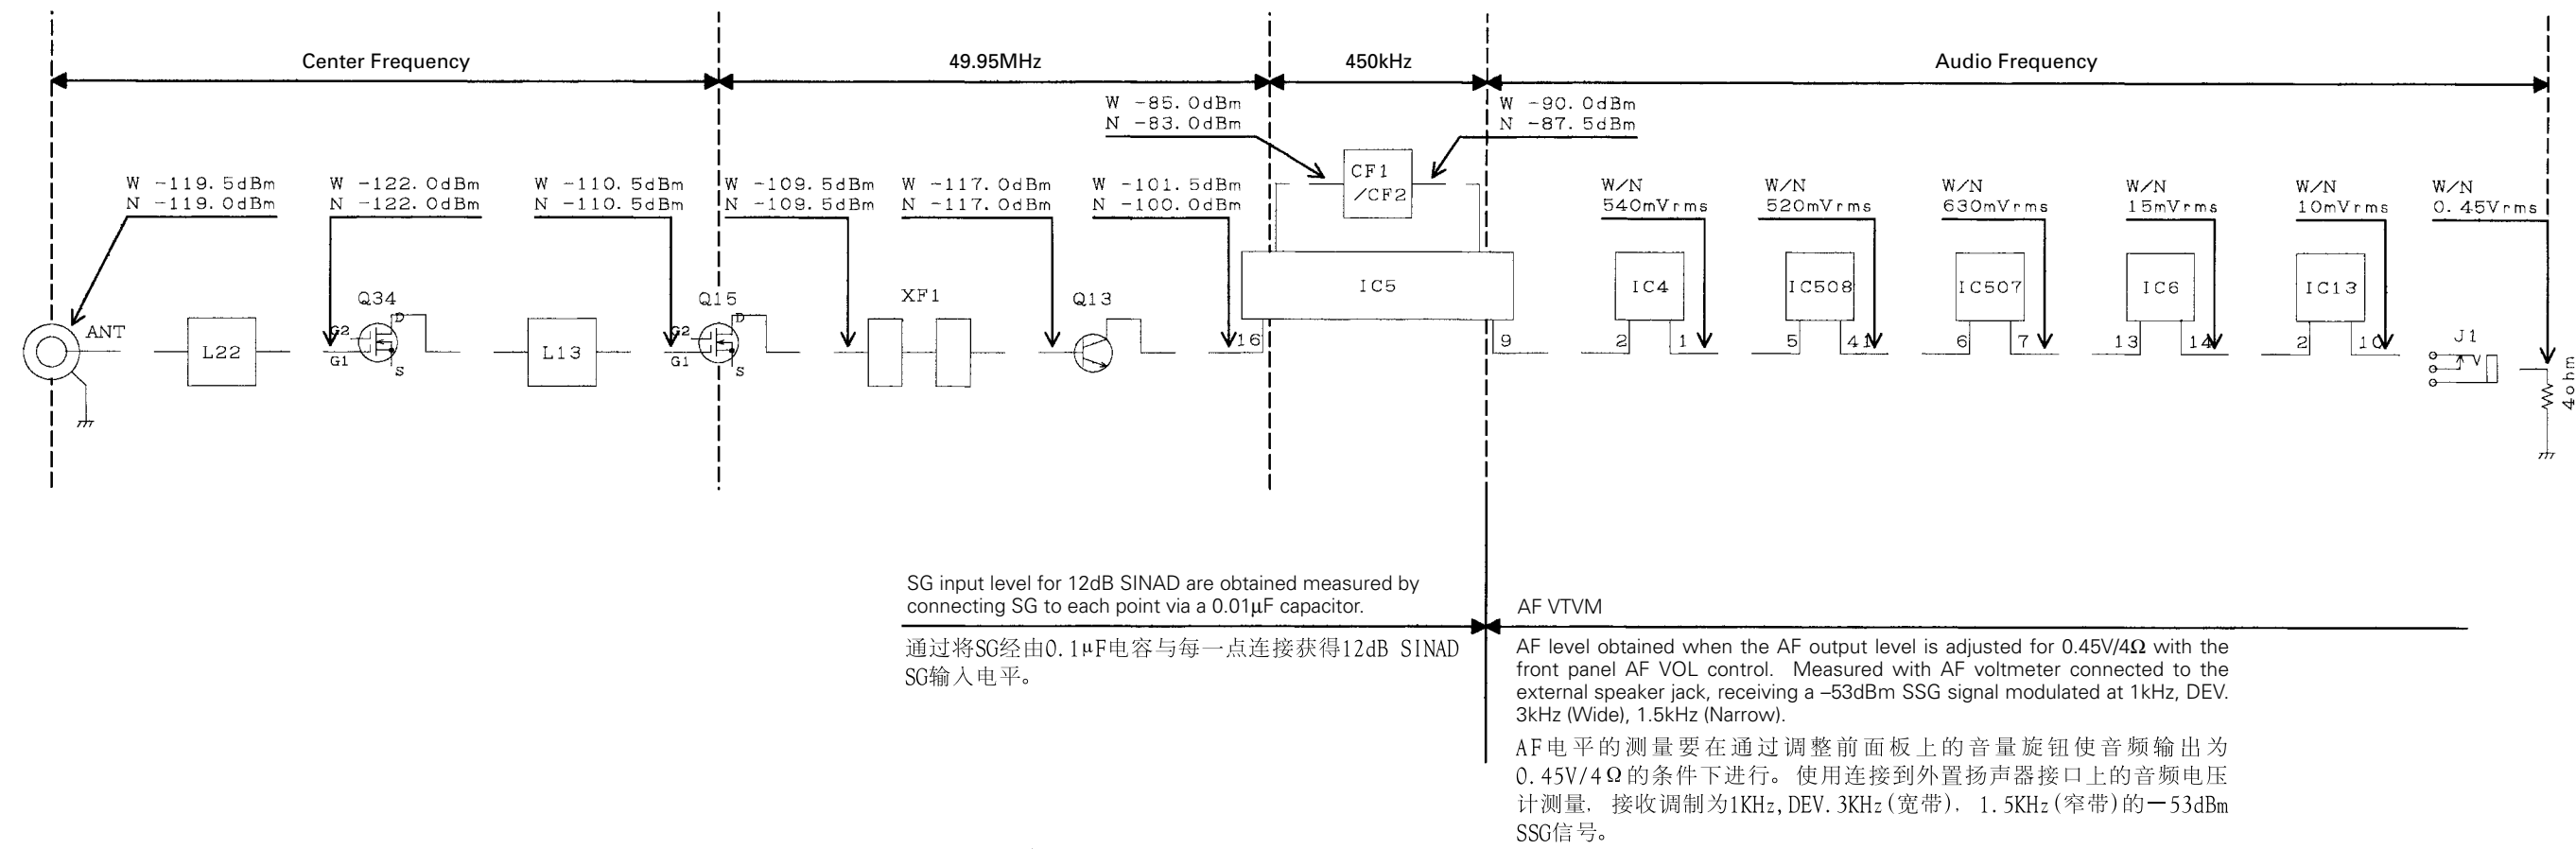 Center Frequency
49.95MHz
450kHz
Audio Frequency
W -85.0dBm
N -83.0dBm
W -90.0dBm
N -87.5dBm
CF1
/CF2
W -119.5dBm
N -119.0dBm
W -122.0dBm
N -122.0dBm
W -110.5dBm
N -110.5dBm
W -109.5dBm
N -109.5dBm
W -117.0dBm
N -117.0dBm
W -101.5dBm
N -100.0dBm
W/N
540mVrms
W/N
520mVrms
W/N
630mVrms
W/N
15mVrms
W/N
10mVrms
W/N
0.45Vrms
ANT
L22
Q34
G2
G1
D
S
L13
Q15
G2
G1
D
S
XF1
Q13
16
IC5
9
IC4
2
1
IC508
5
41
IC507
6
7
IC6
13
14
IC13
2
10
J1
4ohm
SG input level for 12dB SINAD are obtained measured by
connecting SG to each point via a 0.01µF capacitor.
通过将SG经由0.1µF电容与每一点连接获得12dB SINAD
SG输入电平。
AF VTVM
AF level obtained when the AF output level is adjusted for 0.45V/4Ω with the
front panel AF VOL control. Measured with AF voltmeter connected to the
external speaker jack, receiving a –53dBm SSG signal modulated at 1kHz, DEV.
3kHz (Wide), 1.5kHz (Narrow).
AF电平的测量要在通过调整前面板上的音量旋钮使音频输出为
0.45V/4Ω的条件下进行。使用连接到外置扬声器接口上的音频电压
计测量，接收调制为1KHz,DEV.3KHz(宽带)，1.5KHz(窄带)的－53dBm
SSG信号。